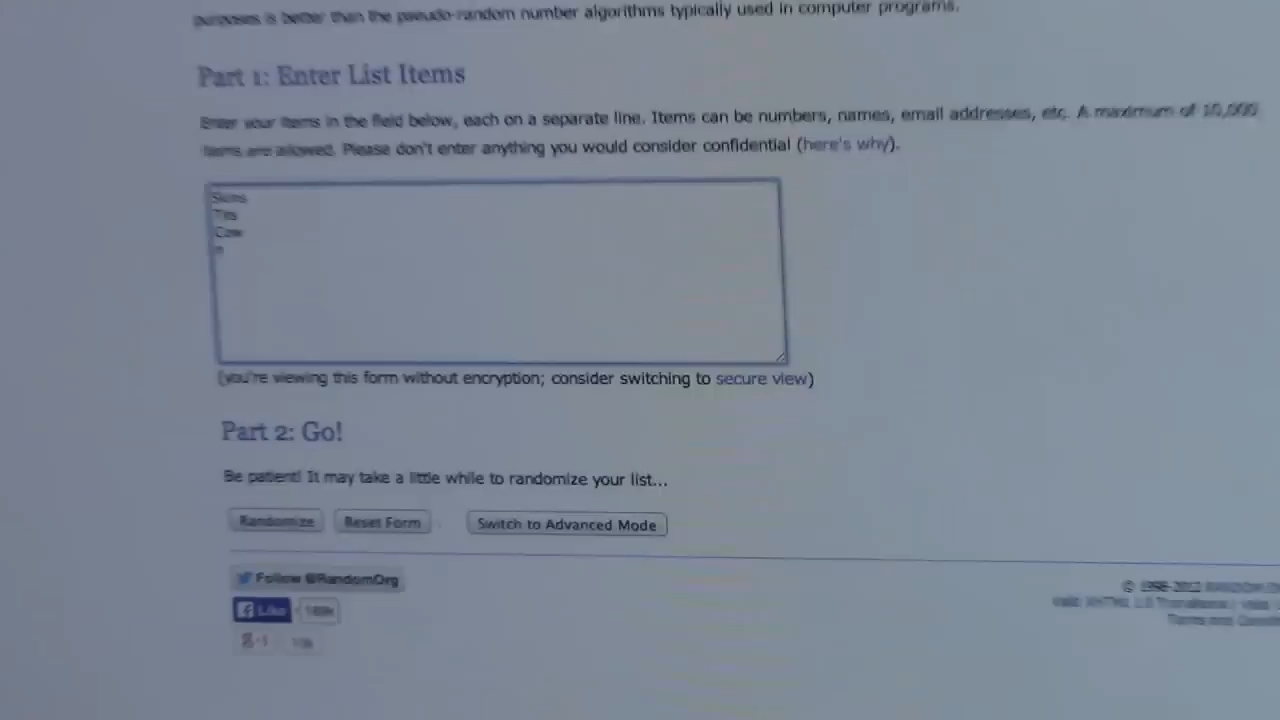 purposes is better than the pseudo-random number algorithms typically used in computer programs.
Part 1: Enter List Items
Enter your items in the field below, each on a separate line. Items can be numbers, names, email addresses, etc. A maximum of 10,000
items are allowed. Please don't enter anything you would consider confidential (here's why).
Cow
(you're viewing this form without encryption; consider switching to secure view)
Part 2: Go!
Be patient! It may take a little while to randomize your list...
Randomize Reset Form Switch to Advanced Mode
Follow @RandomOrg
Like